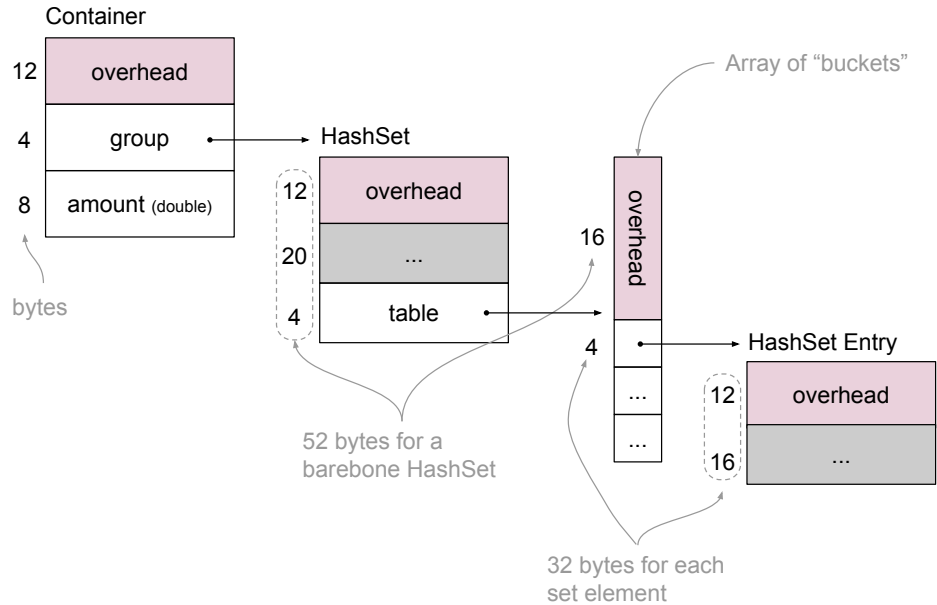 Container
12
overhead
4
group
8
amount (double)
bytes
HashSet
12
overhead
20
...
4
table
52 bytes for a
barebone HashSet
Array of “buckets”
16
overhead
4
...
...
HashSet Entry
12
overhead
16
...
32 bytes for each
set element